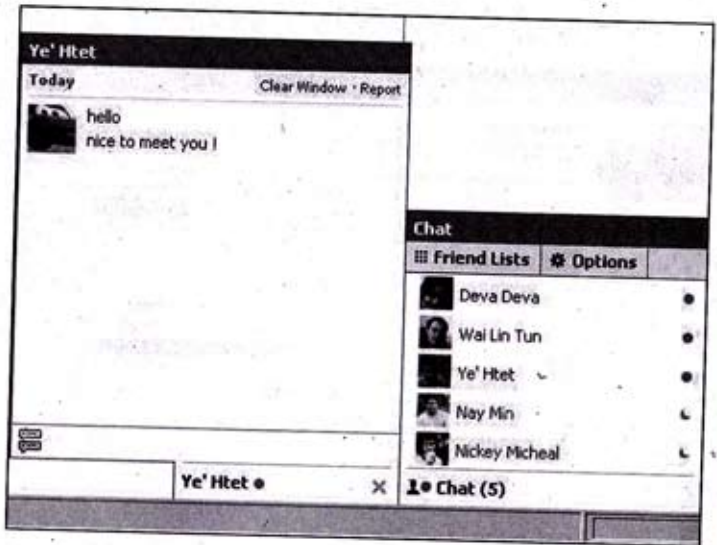 Ye' Htet
Today Clear Window · Report
hello
nice to meet you !
Chat
Friend Lists Options
Deva Deva
Wai Lin Tun
Ye' Htet
Nay Min
Nickey Micheal
Ye' Htet
Chat (5)